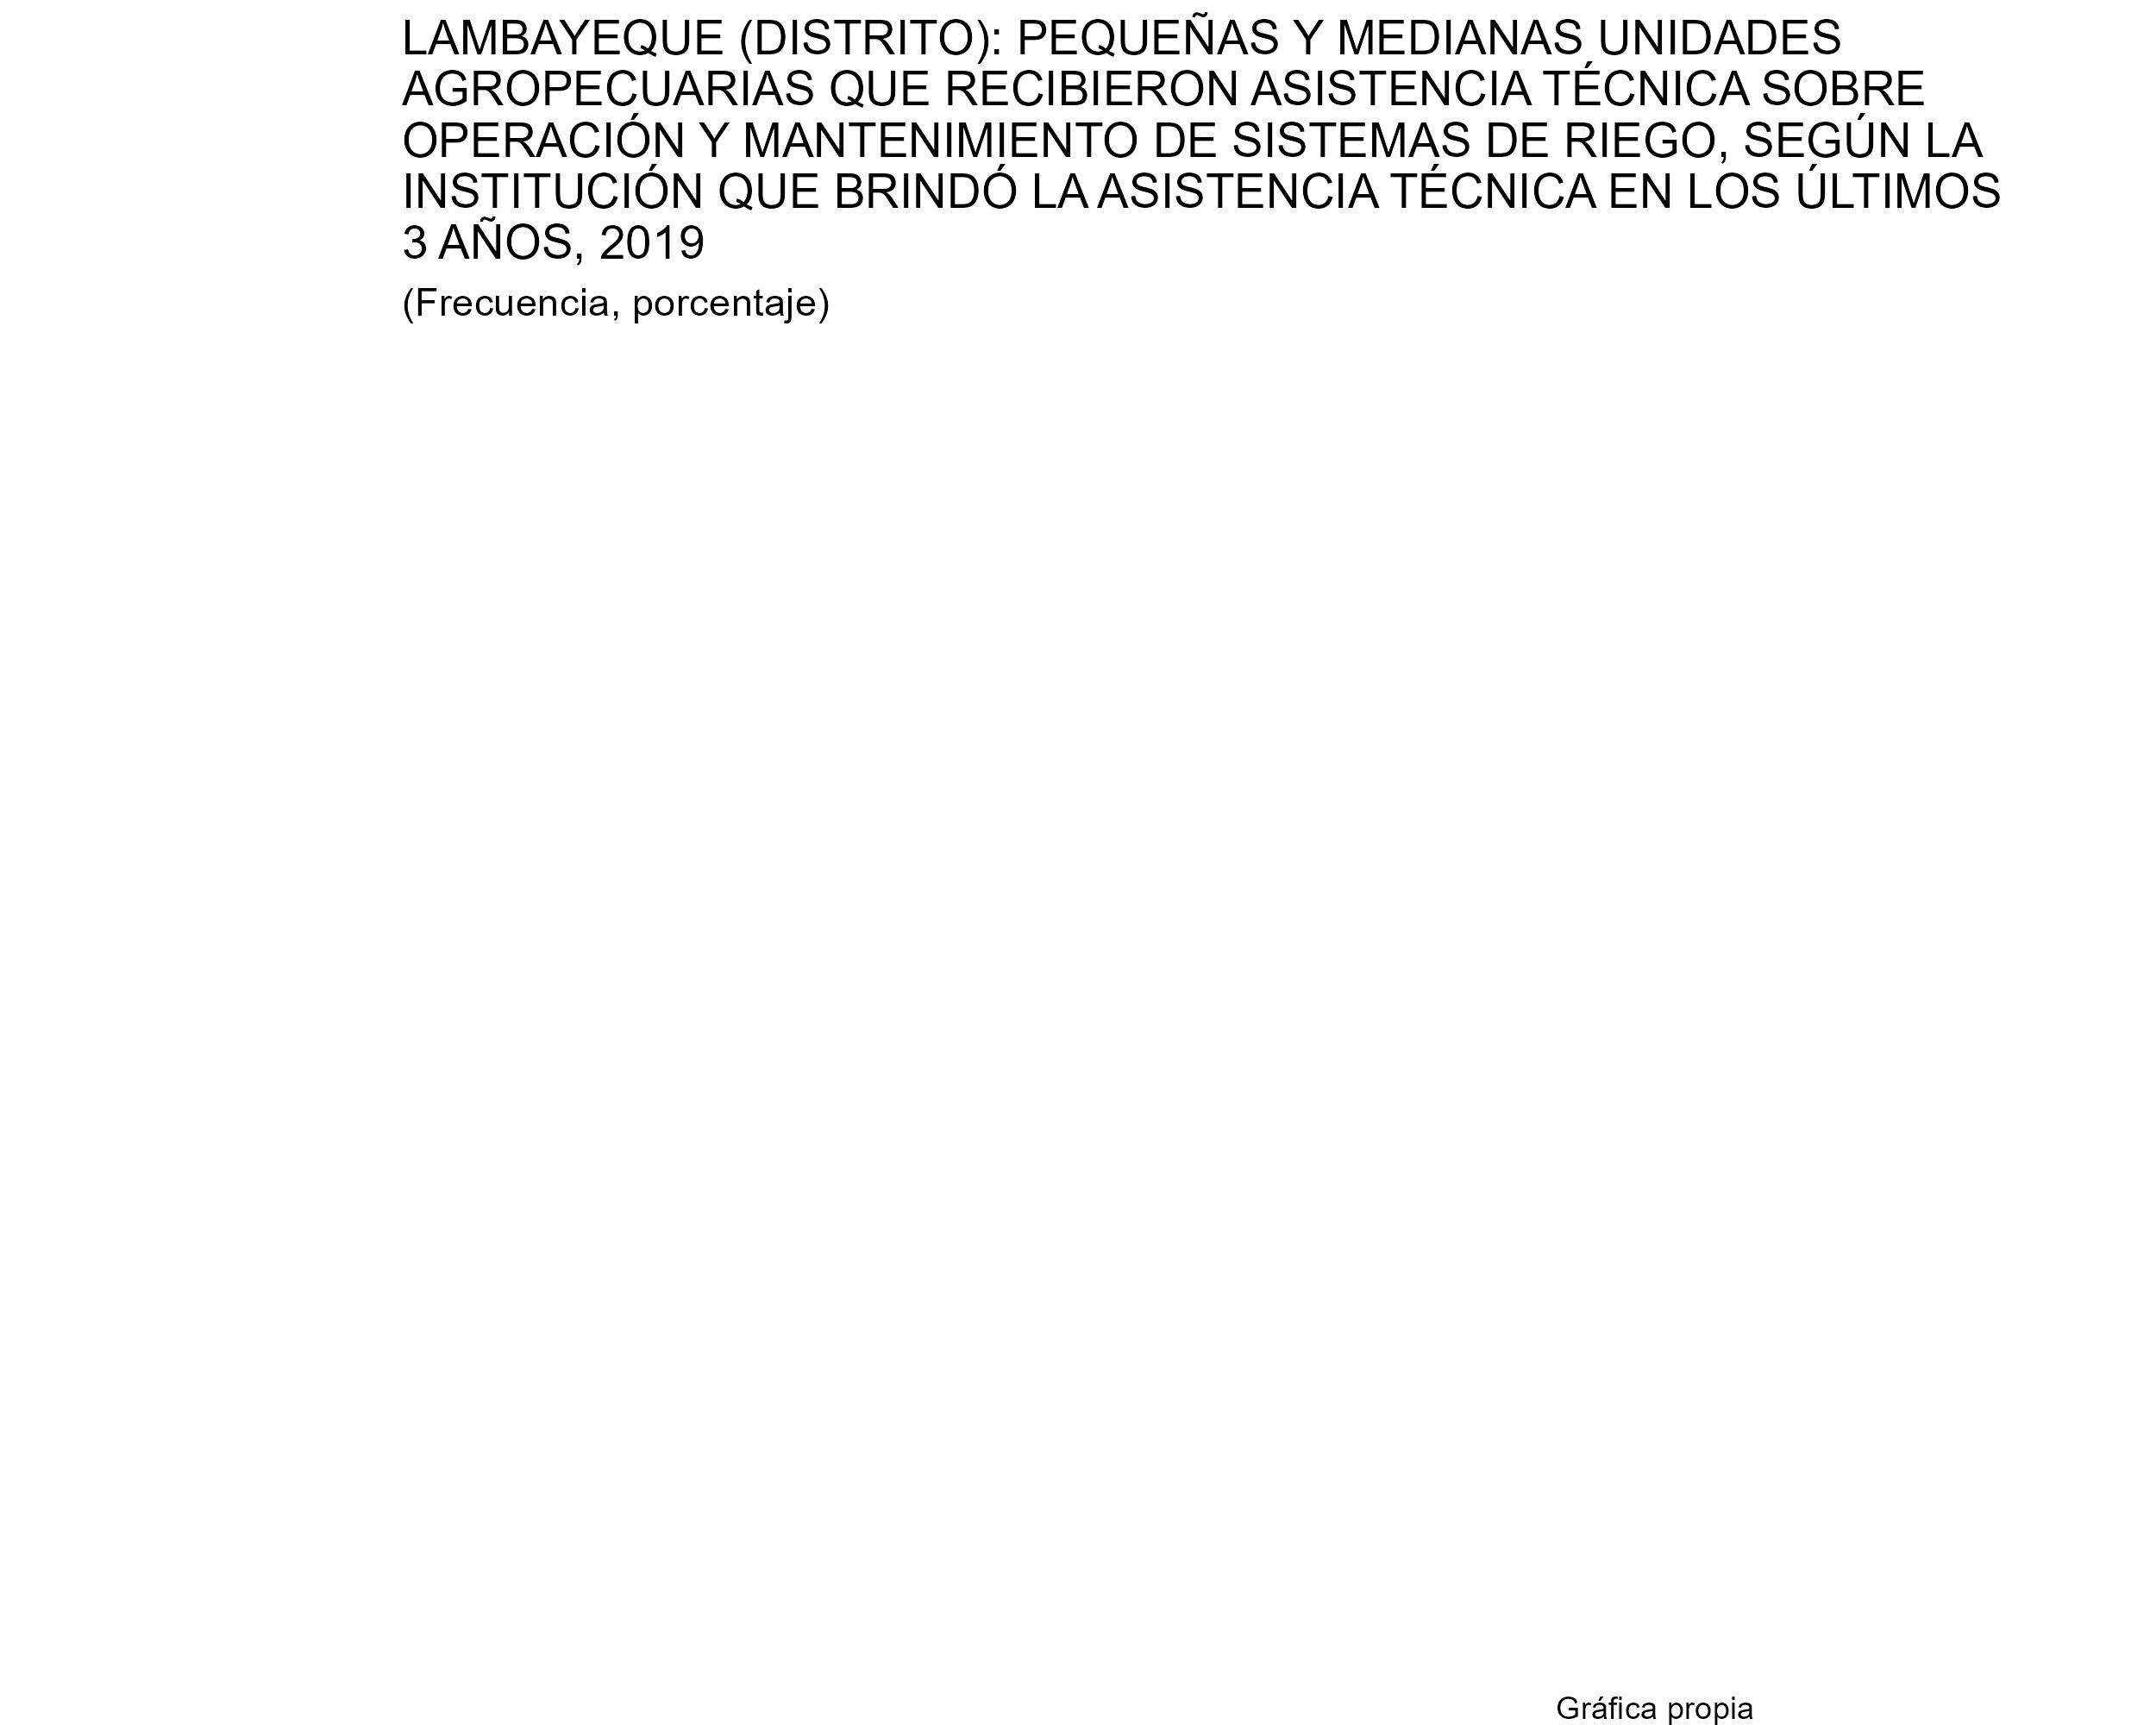 LAMBAYEQUE (DISTRITO): PEQUEÑAS Y MEDIANAS UNIDADES
AGROPECUARIAS QUE RECIBIERON ASISTENCIA TÉCNICA SOBRE
OPERACIÓN Y MANTENIMIENTO DE SISTEMAS DE RIEGO, SEGÚN LA
INSTITUCIÓN QUE BRINDÓ LA ASISTENCIA TÉCNICA EN LOS ÚLTIMOS
3 AÑOS, 2019
(Frecuencia, porcentaje)
Gráfica propia